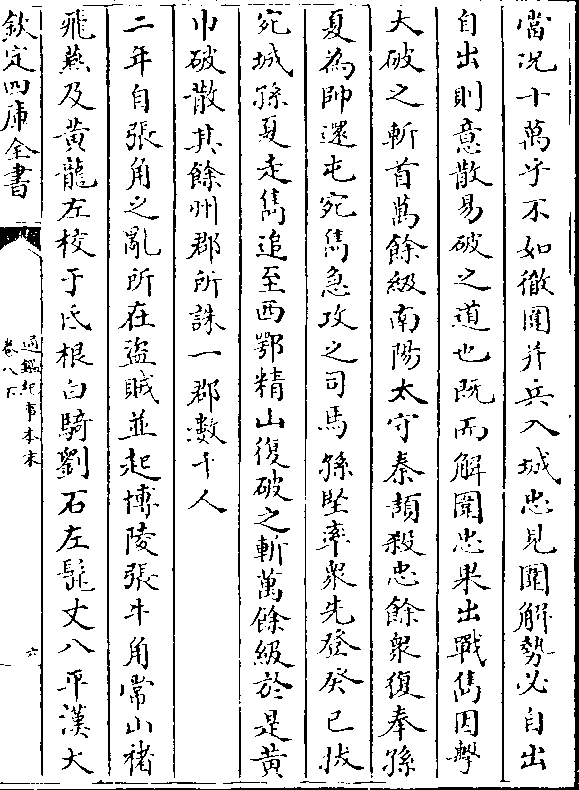 當况十萬乎不如徹圍并兵入城忠見圍解勢必自出
自出則意散易破之道也既而解圍忠果出戰雋因擊
大破之斬首萬餘級南陽太守秦頡殺忠餘衆復奉孫
夏為帥還屯宛雋急攻之司馬孫堅率衆先登癸巳拔
宛城孫夏走雋追至西鄂精山復破之斬萬餘級於是黄
巾破散其餘州郡所誅一郡數千人
二年自張角之亂所在盜賊並起博陵張牛角常山褚
飛燕及黄龍左校于氐根白騎劉石左髭丈八平漢大
欽定四庫全書
通鑑紀事本末
卷八下
六